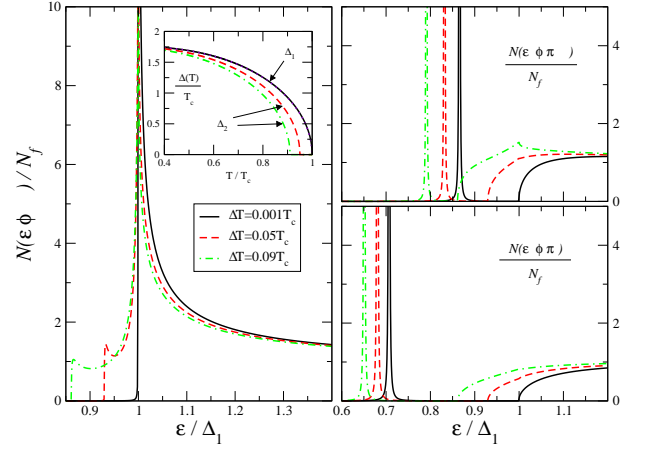 N(ε ϕ ) / N_f
10
8
6
4
2
0
0.9
1.0
1.1
1.2
1.3
ε / Δ_1
2
1.5
1
0.5
0
Δ(T)
T_c
0.4
0.6
0.8
1
T / T_c
Δ_1
Δ_2
ΔT=0.001T_c
ΔT=0.05T_c
ΔT=0.09T_c
N(ε ϕ π )
N_f
4
2
0
N(ε ϕ π )
N_f
4
2
0
0.6
0.7
0.8
0.9
1
1.1
ε / Δ_1